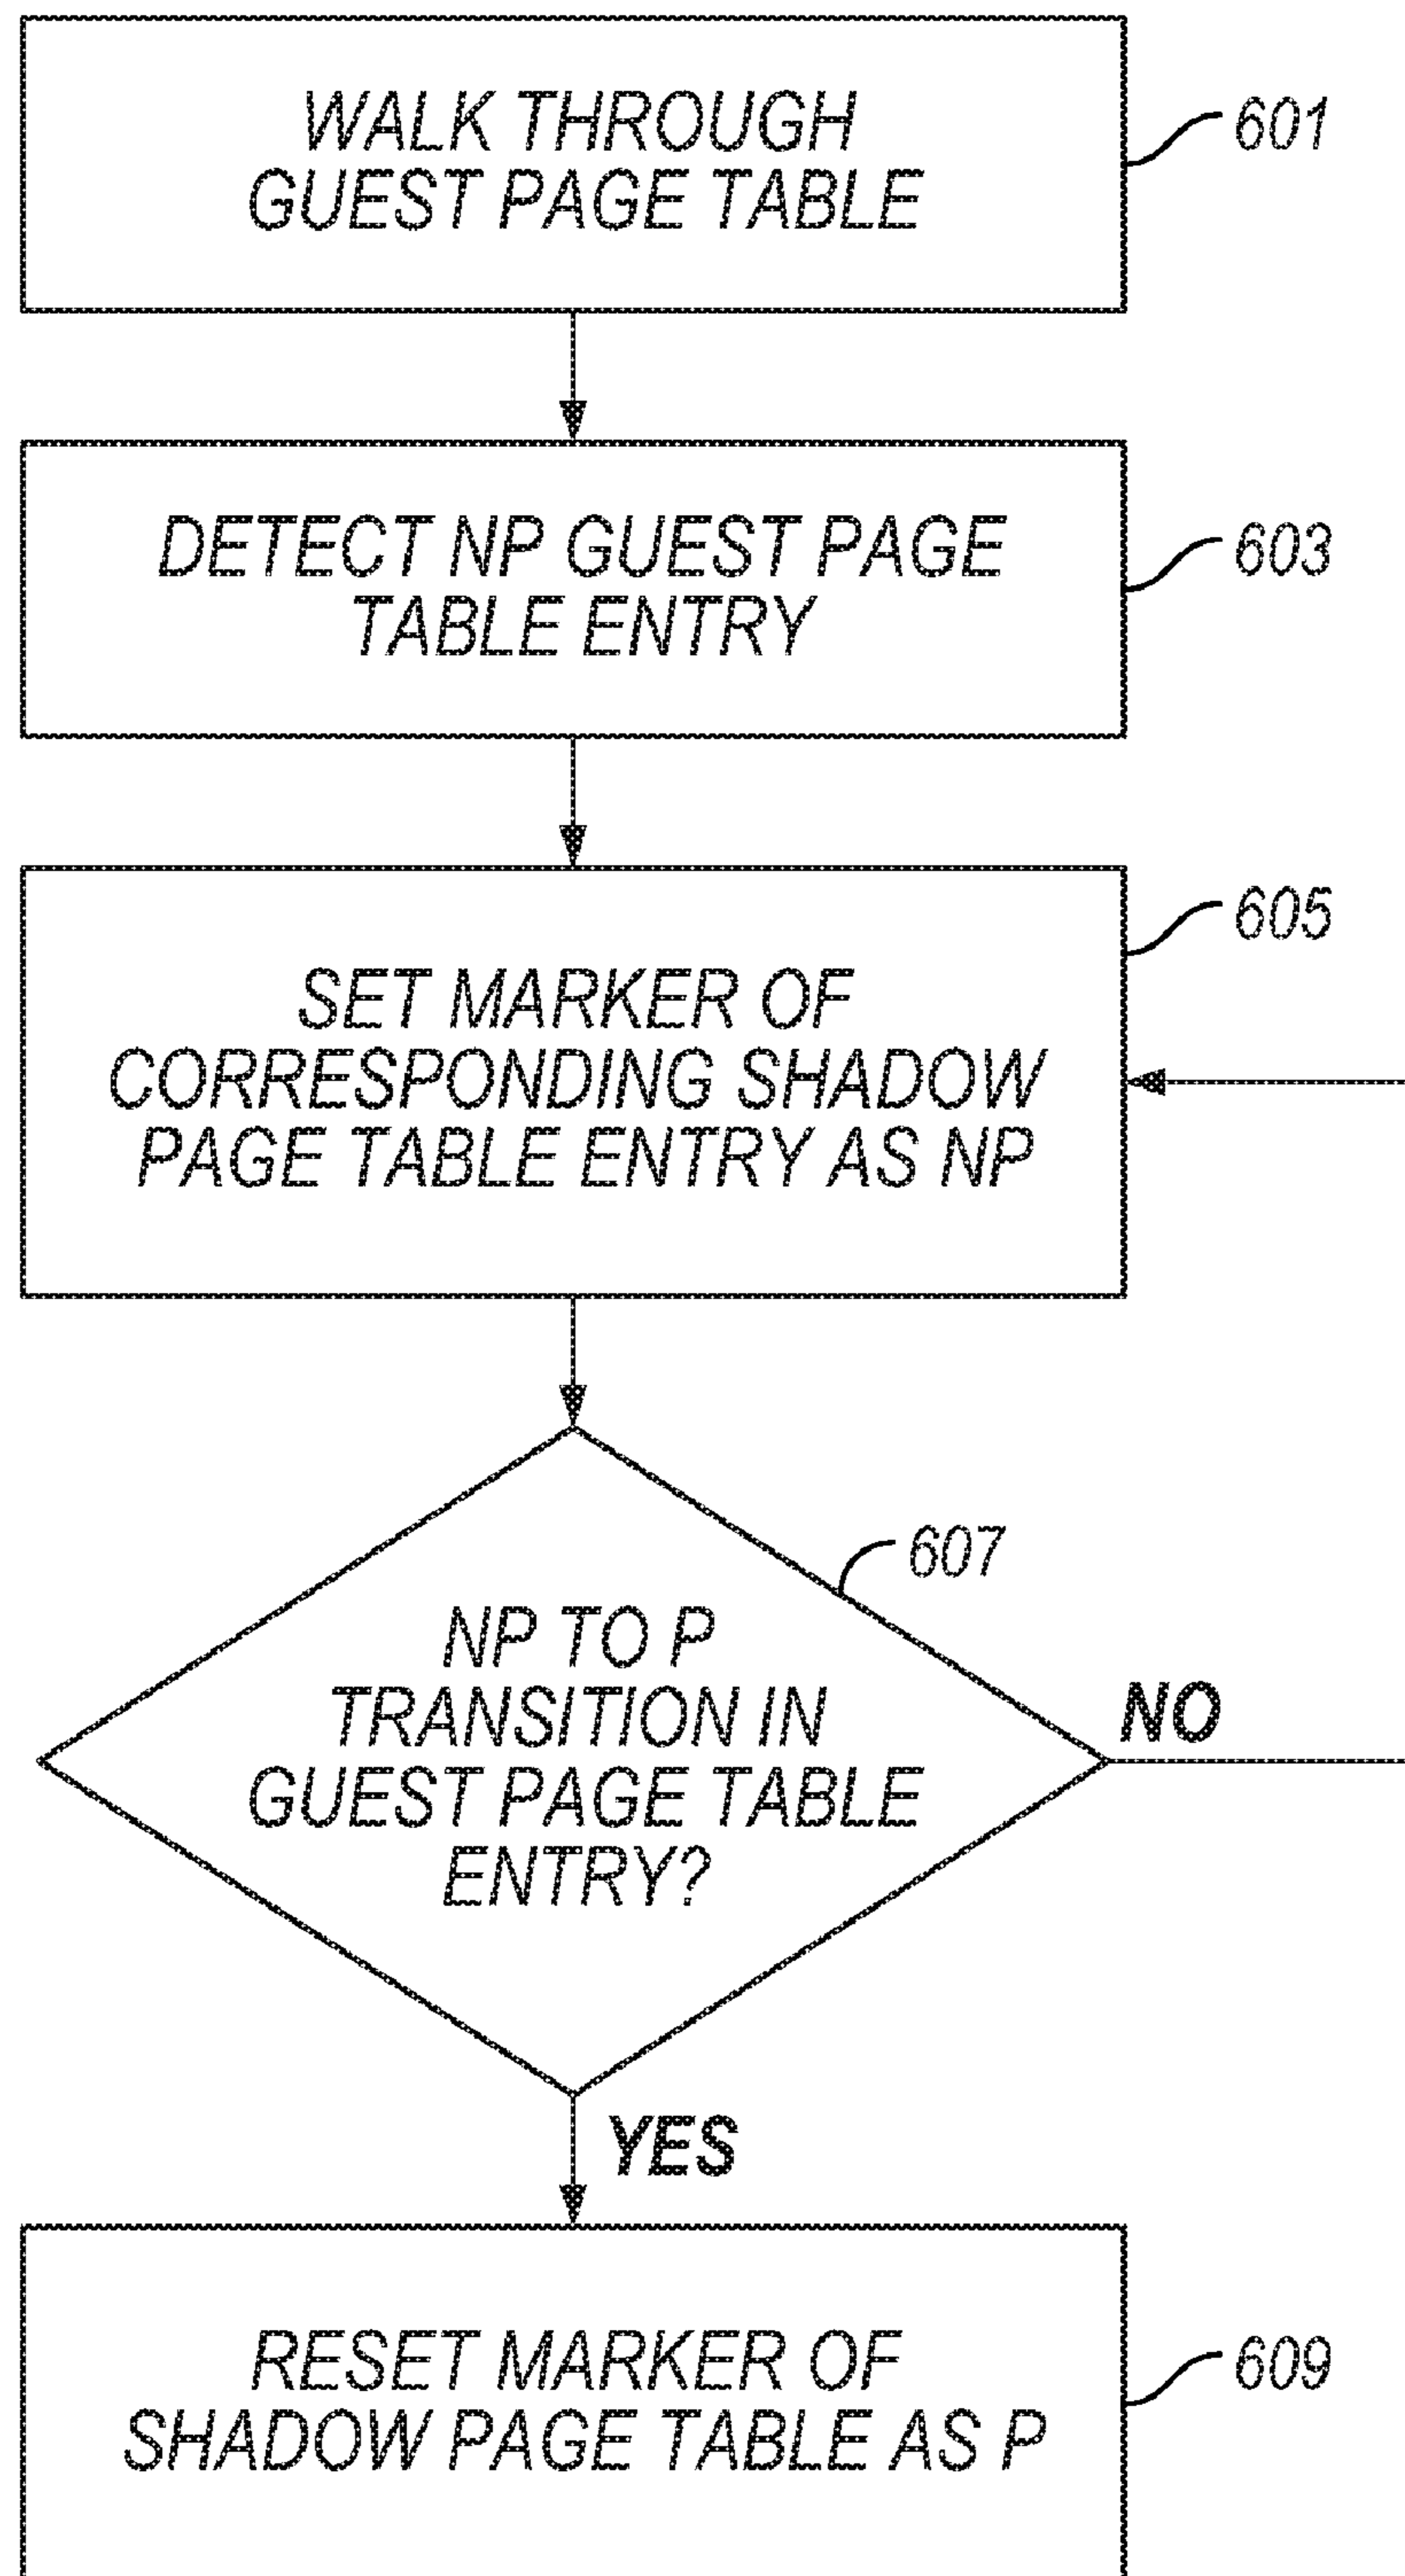 WALK THROUGH
GUEST PAGE TABLE
601
DETECT NP GUEST PAGE
TABLE ENTRY
603
605
SET MARKER OF
CORRESPONDING SHADOW
PAGE TABLE ENTRY AS NP
607
NP TO P
TRANSITION IN
GUEST PAGE TABLE
ENTRY?
NO
YES
RESET MARKER OF
SHADOW PAGE TABLE AS P
609